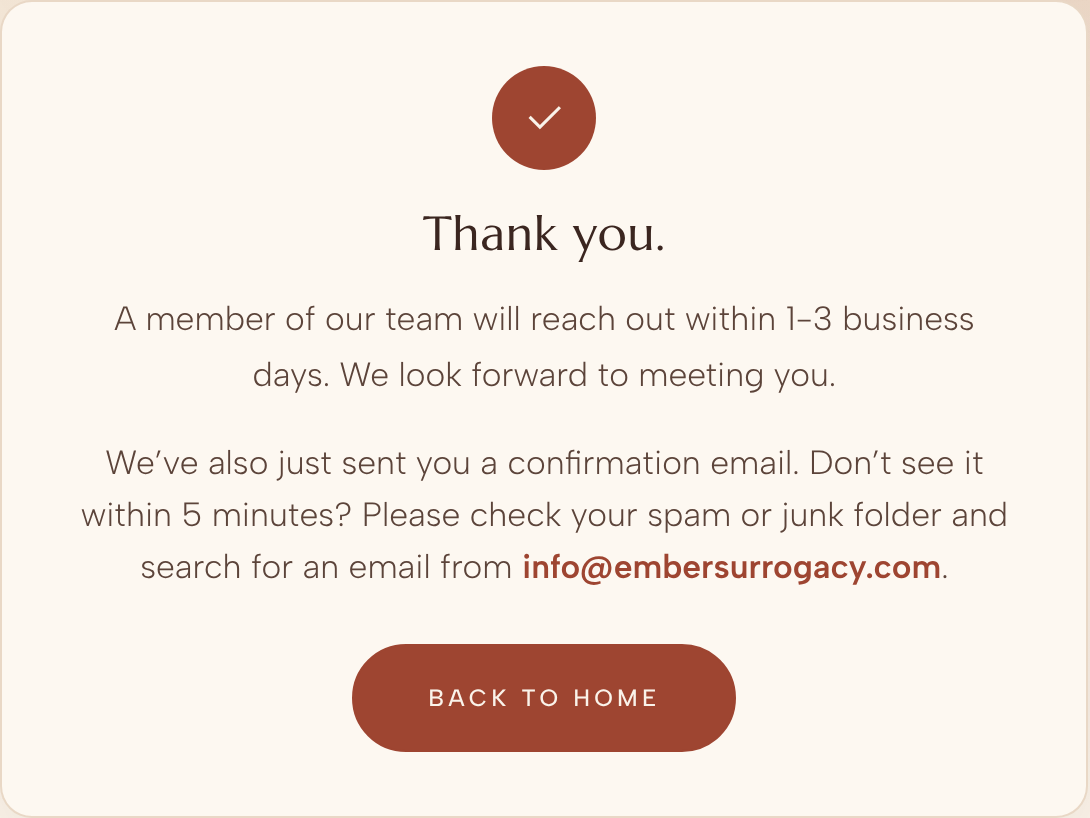 Thank you.
A member of our team will reach out within 1–3 business
days. We look forward to meeting you.
We’ve also just sent you a confirmation email. Don’t see it
within 5 minutes? Please check your spam or junk folder and
search for an email from info@embersurrogacy.com.
BACK TO HOME